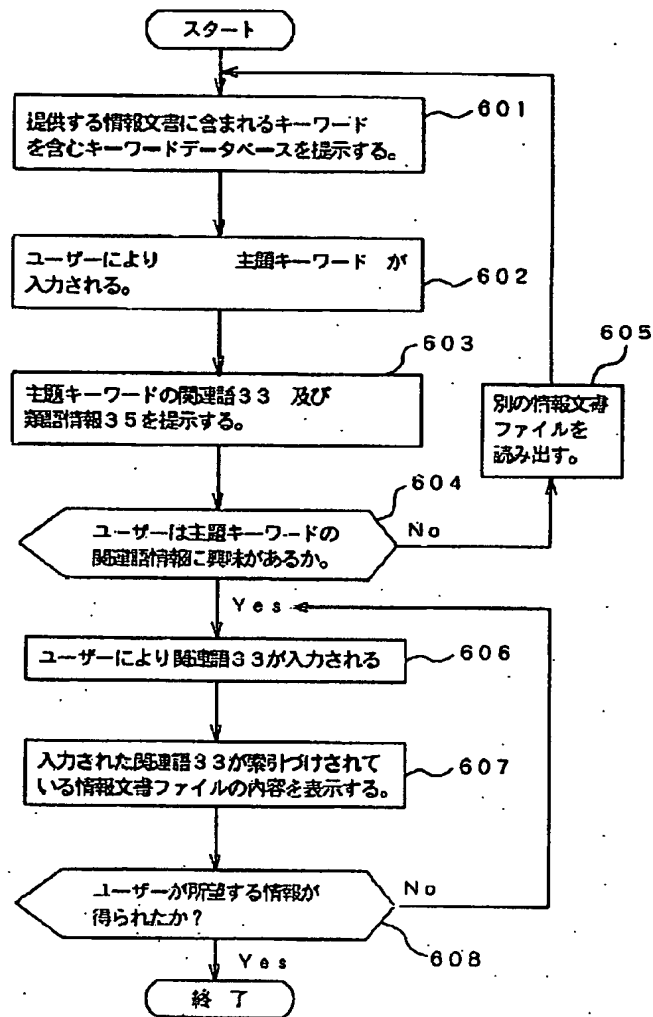 スタート
提供する情報文書に含まれるキーワード
を含むキーワードデータベースを提示する。
601
ユーザーにより 主題キーワード が
入力される。
602
603
主題キーワードの関連語33 及び
類語情報35を提示する。
605
別の情報文書
ファイルを
読み出す。
604
ユーザーは主題キーワードの
関連語情報に興味があるか。
No
Yes
ユーザーにより関連語33が入力される
606
入力された関連語33が索引づけされて
いる情報文書ファイルの内容を表示する。
607
ユーザーが所望する情報が
得られたか?
No
608
Yes
終 了